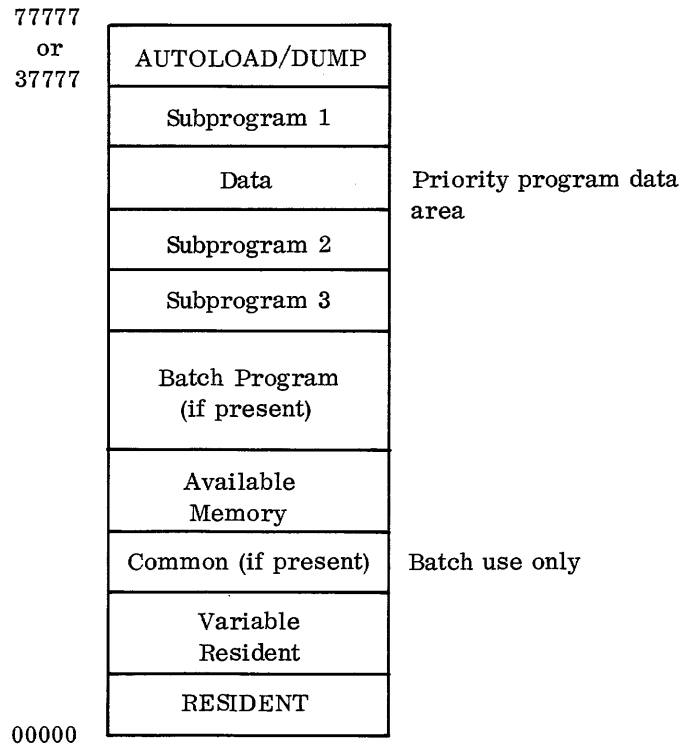 77777
or
37777
AUTOLOAD/DUMP
Subprogram 1
Data
Priority program data
area
Subprogram 2
Subprogram 3
Batch Program
(if present)
Available
Memory
Common (if present)
Batch use only
Variable
Resident
RESIDENT
00000